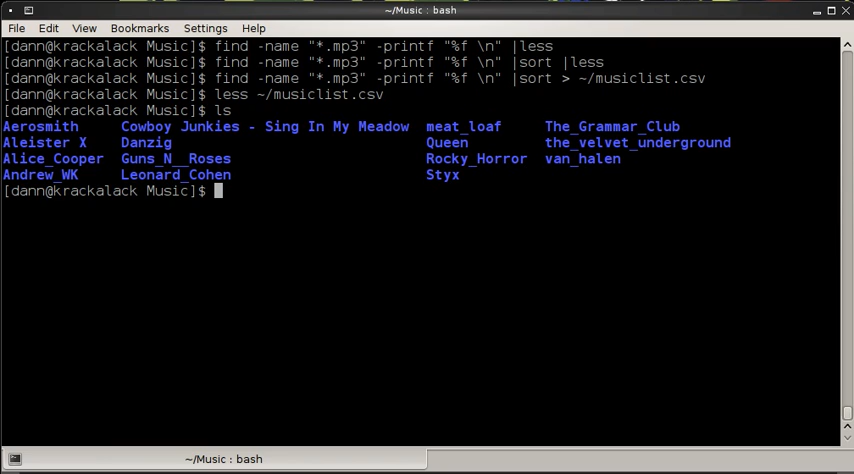 ~/Music : bash
File Edit View Bookmarks Settings Help
[dann@krackalack Music]$ find -name "*.mp3" -printf "%f \n" |less
[dann@krackalack Music]$ find -name "*.mp3" -printf "%f \n" |sort |less
[dann@krackalack Music]$ find -name "*.mp3" -printf "%f \n" |sort > ~/musiclist.csv
[dann@krackalack Music]$ less ~/musiclist.csv
[dann@krackalack Music]$ ls
Aerosmith Cowboy Junkies - Sing In My Meadow meat_loaf The_Grammar_Club
Aleister X Danzig Queen the_velvet_underground
Alice_Cooper Guns_N__Roses Rocky_Horror van_halen
Andrew_WK Leonard_Cohen Styx
[dann@krackalack Music]$
~/Music : bash